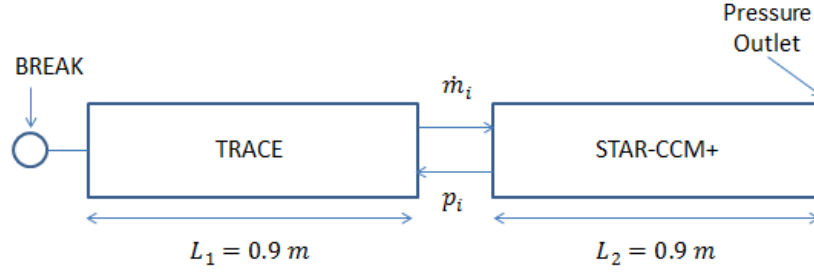 Pressure
Outlet
BREAK
ṁᵢ
TRACE
STAR-CCM+
pᵢ
L₁ = 0.9 m
L₂ = 0.9 m